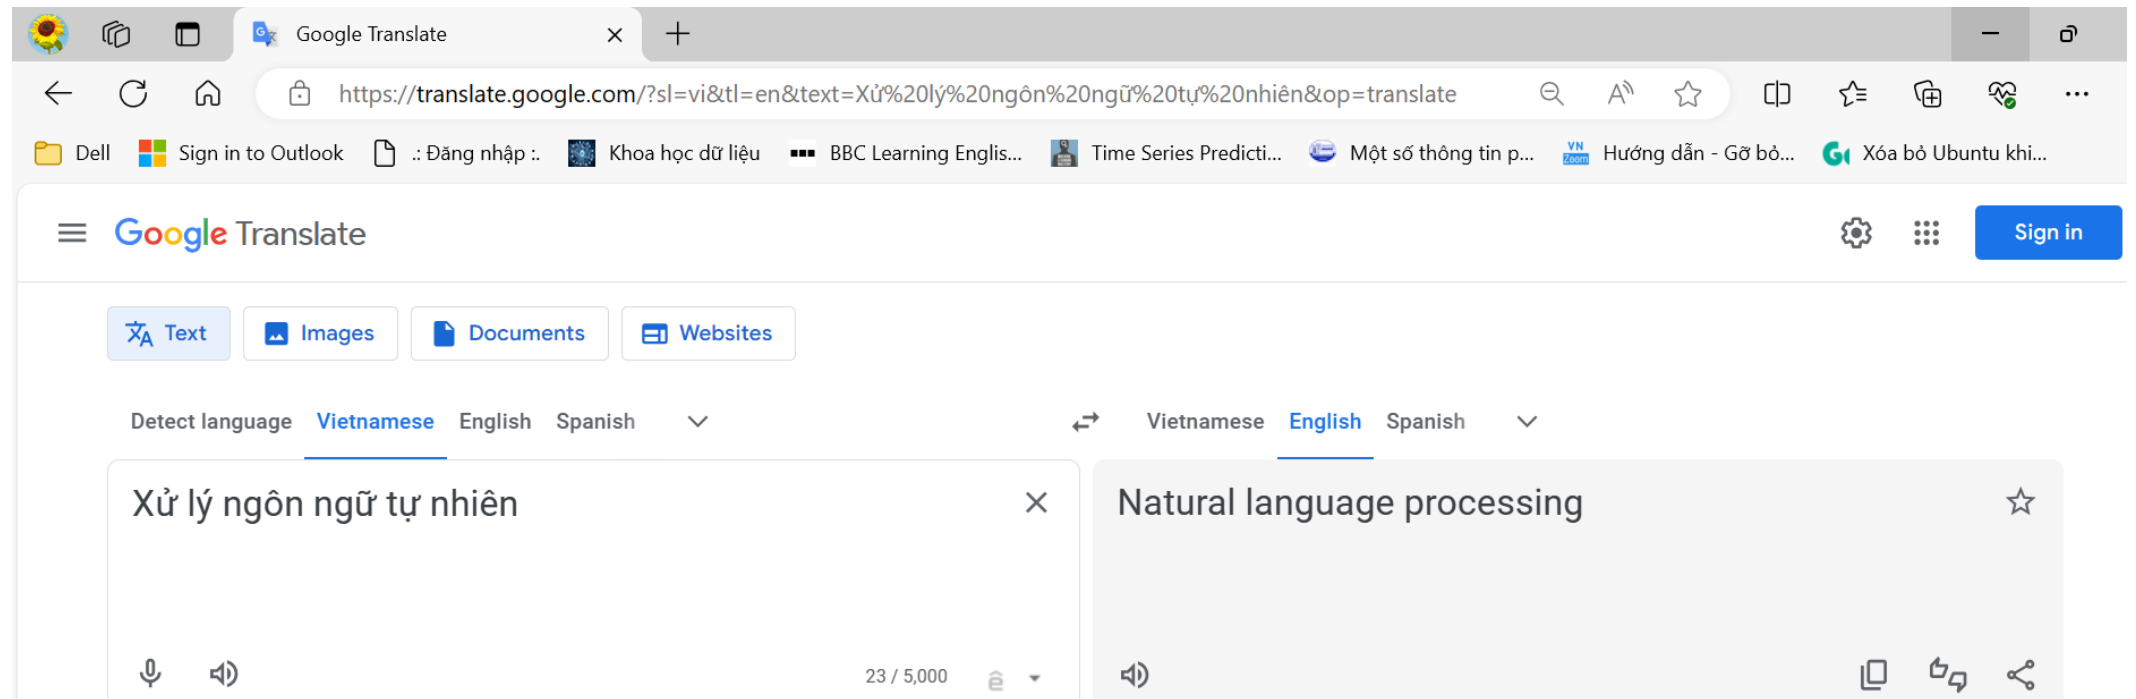 Google Translate
https://translate.google.com/?sl=vi&tl=en&text=Xử%20lý%20ngôn%20ngữ%20tự%20nhiên&op=translate
Dell Sign in to Outlook .: Đăng nhập :. Khoa học dữ liệu BBC Learning Englis... Time Series Predicti... Một số thông tin p... VN Zoom Hướng dẫn - Gỡ bỏ... Xóa bỏ Ubuntu khi...
Google Translate Sign in
Text Images Documents Websites
Detect language Vietnamese English Spanish Vietnamese English Spanish
Xử lý ngôn ngữ tự nhiên Natural language processing
23 / 5,000 ê